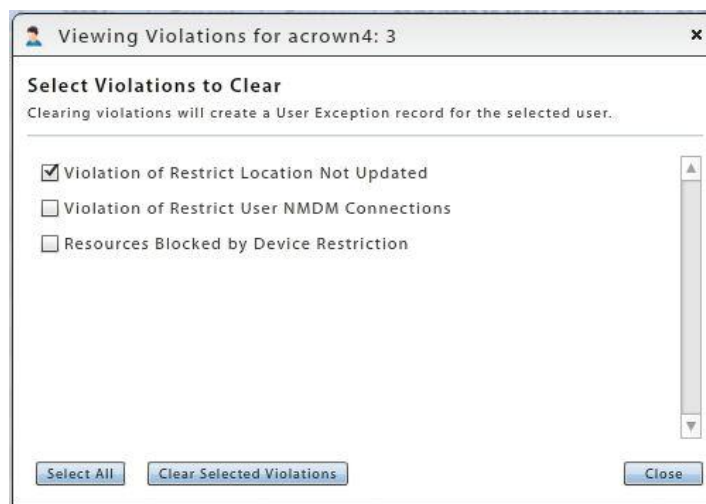 Viewing Violations for acrown4: 3
Select Violations to Clear
Clearing violations will create a User Exception record for the selected user.
Violation of Restrict Location Not Updated
Violation of Restrict User NMDM Connections
Resources Blocked by Device Restriction
Select All Clear Selected Violations Close